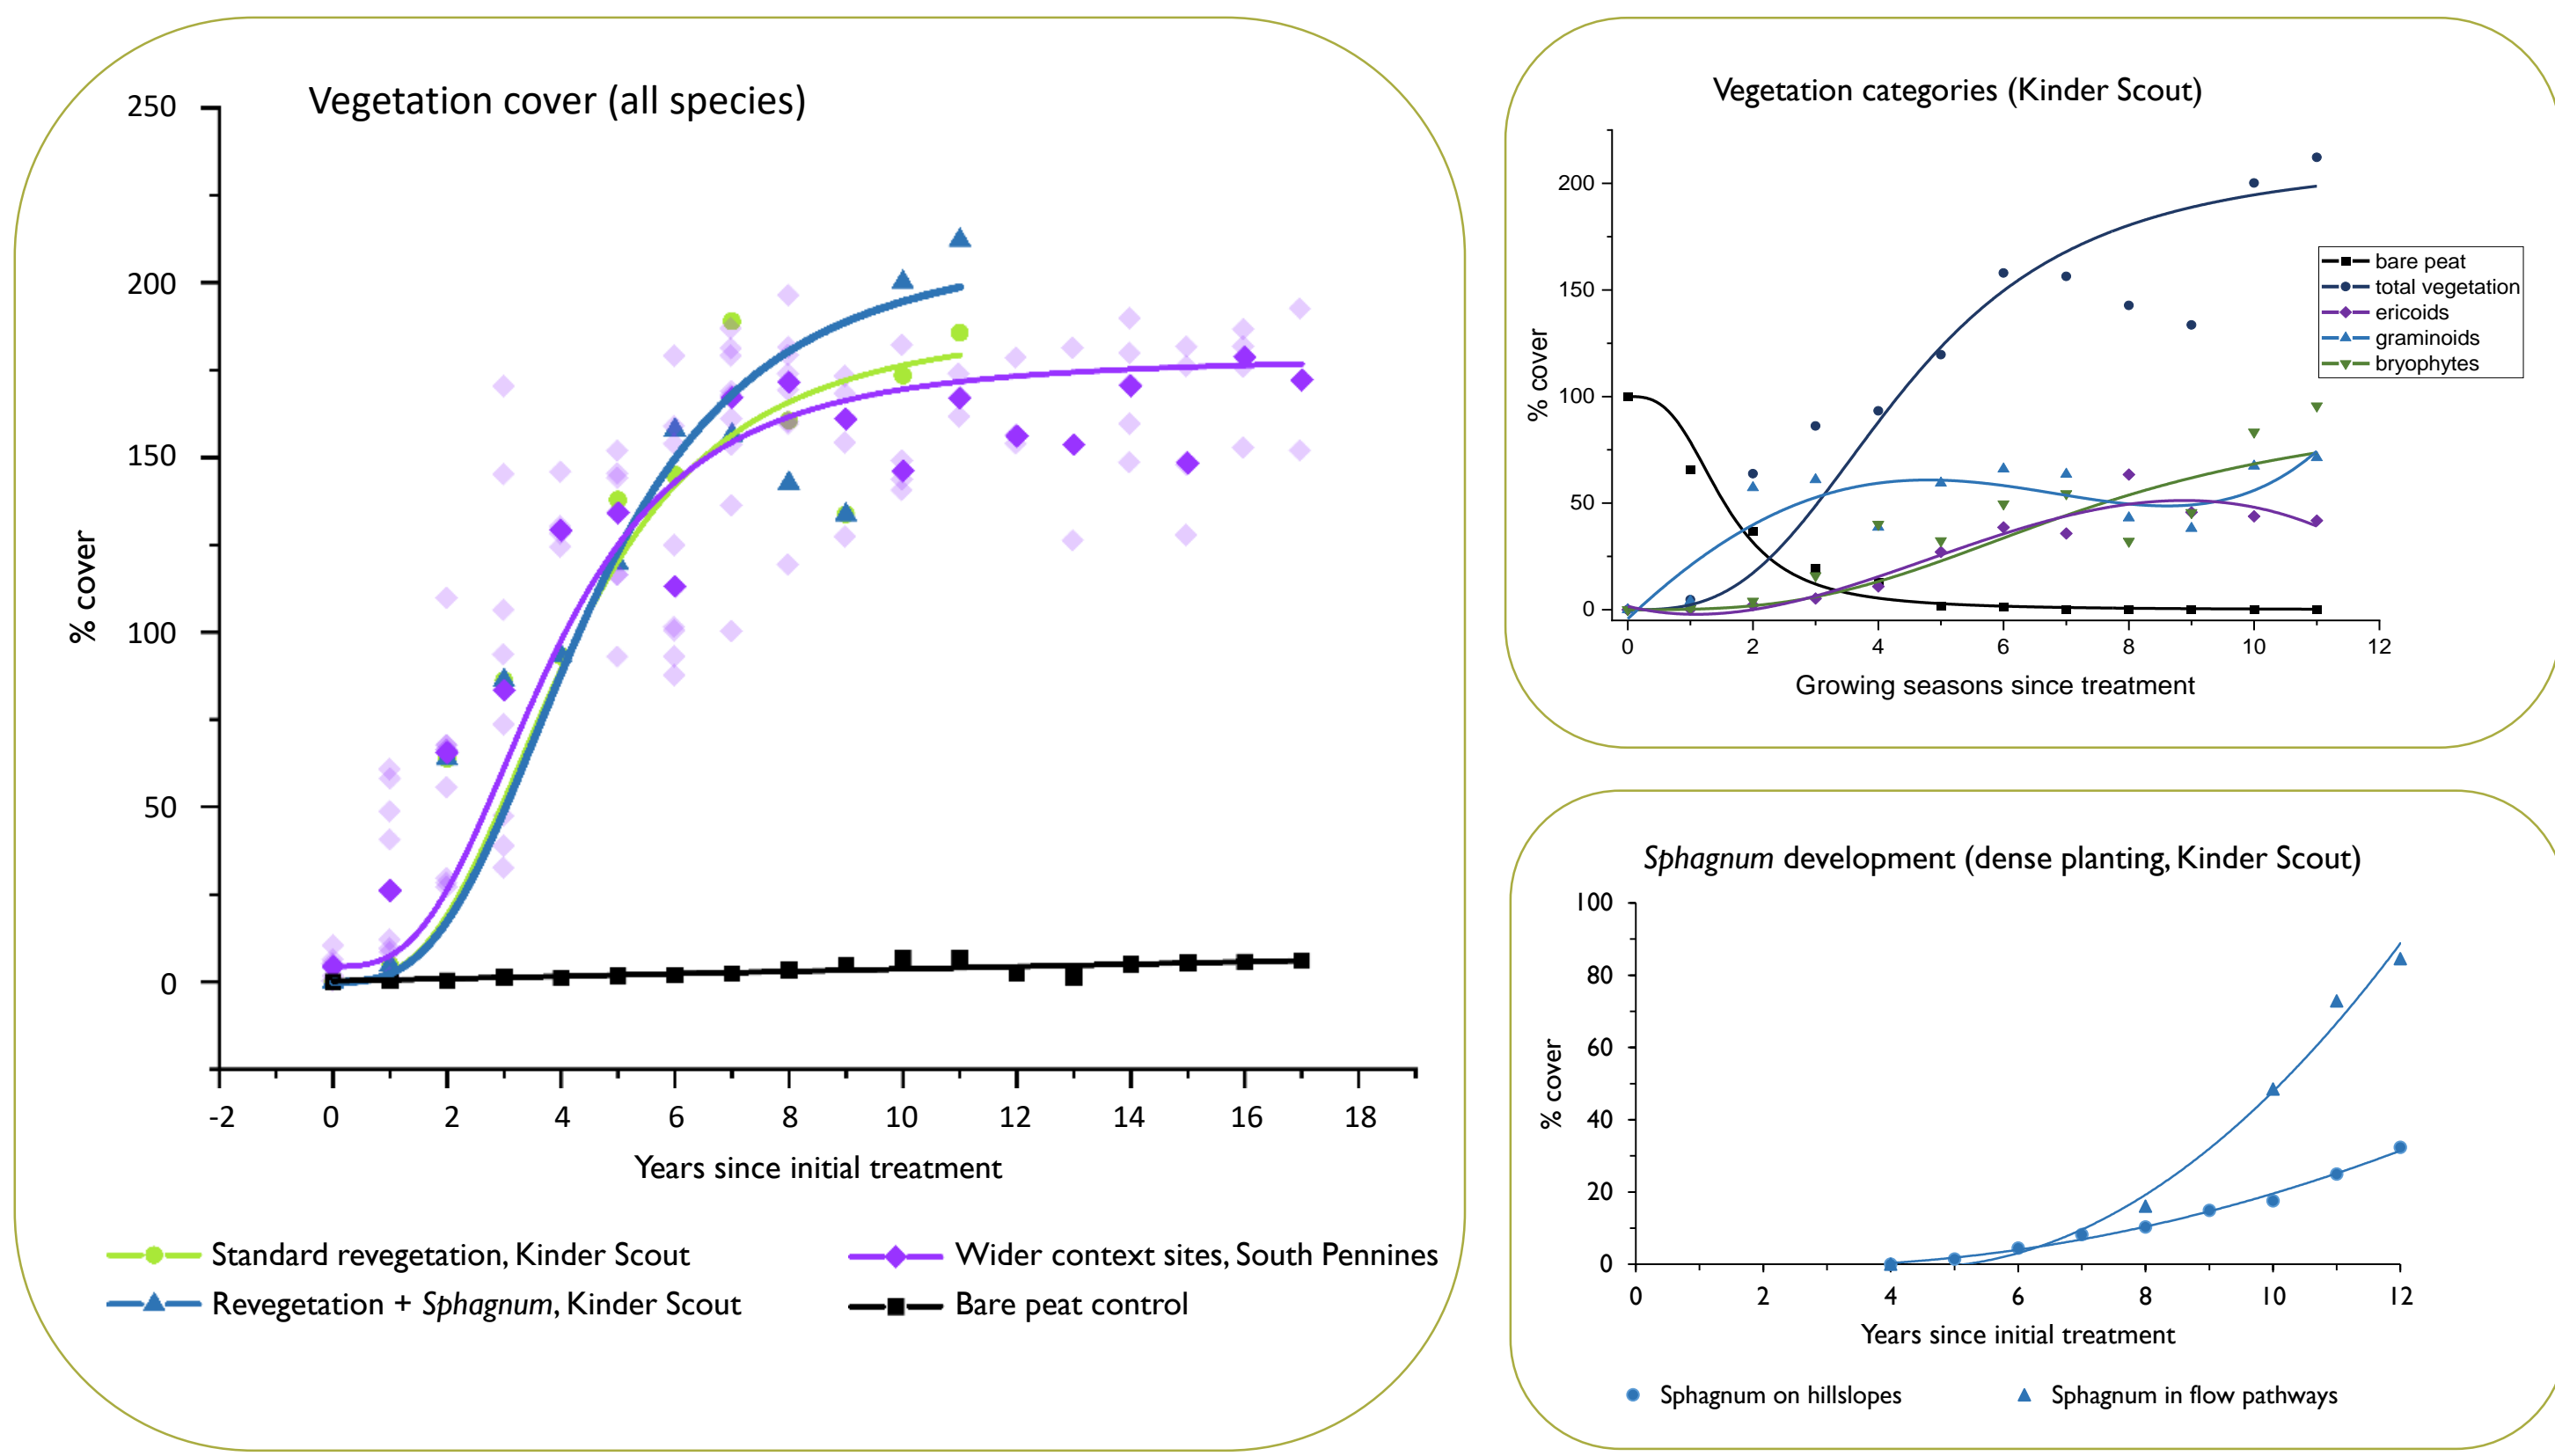 Vegetation cover (all species)
250
200
150
100
50
0
% cover
-2 0 2 4 6 8 10 12 14 16 18
Years since initial treatment
Standard revegetation, Kinder Scout
Wider context sites, South Pennines
Revegetation + Sphagnum, Kinder Scout
Bare peat control
Vegetation categories (Kinder Scout)
200
150
100
50
0
% cover
bare peat
total vegetation
ericoids
graminoids
bryophytes
0 2 4 6 8 10 12
Growing seasons since treatment
Sphagnum development (dense planting, Kinder Scout)
100
80
60
40
20
0
% cover
0 2 4 6 8 10 12
Years since initial treatment
Sphagnum on hillslopes
Sphagnum in flow pathways